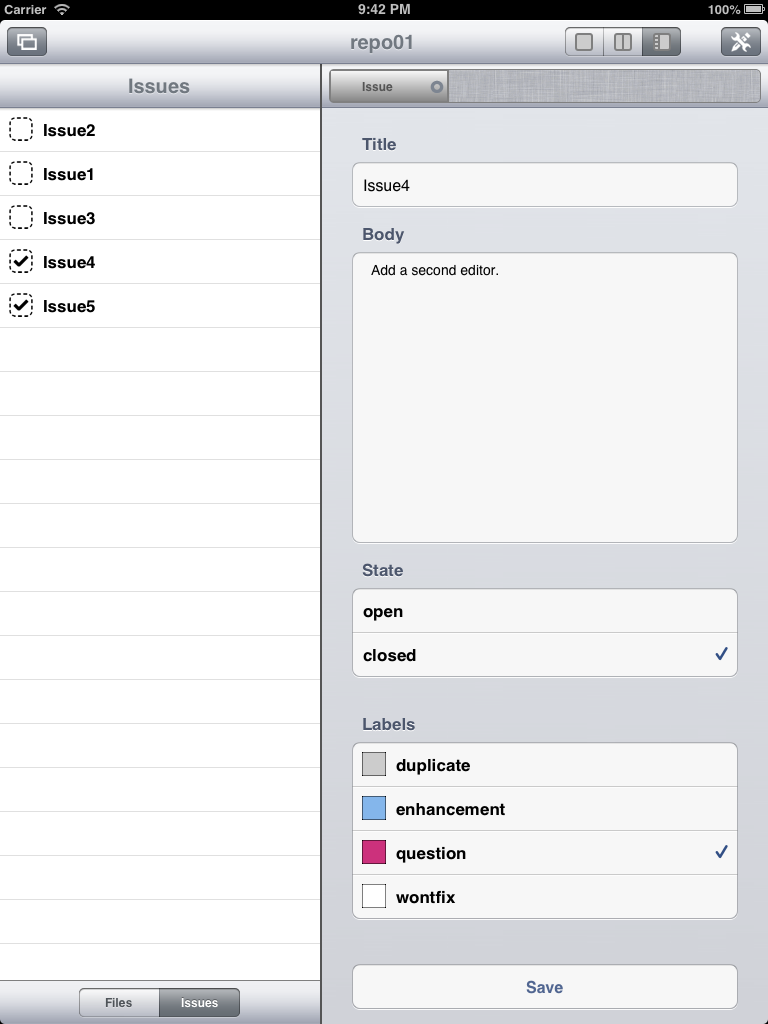 Carrier 9:42 PM 100%
repo01
Issues
Issue
Issue2
Issue1
Issue3
Issue4
Issue5
Title
Issue4
Body
Add a second editor.
State
open
closed
Labels
duplicate
enhancement
question
wontfix
Save
Files Issues